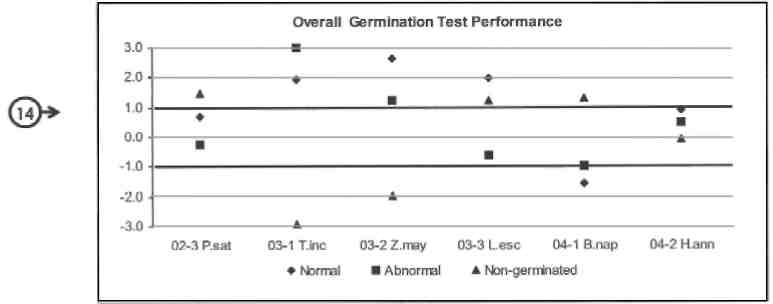 Overall Germination Test Performance
3.0
2.0
14
1.0
0.0
-1.0
-2.0
-3.0
02-3 P.sat 03-1 T.inc 03-2 Z.may 03-3 L.esc 04-1 B.nap 04-2 H.ann
Normal Abnormal Non-germinated